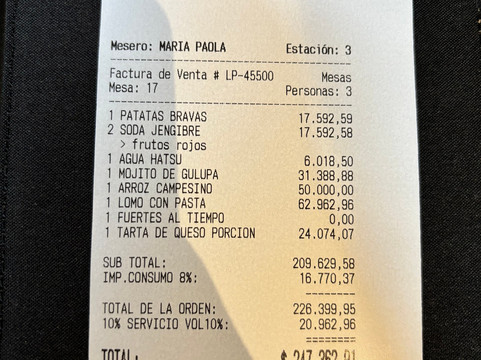 Mesero: MARIA PAOLA Estación: 3
Factura de Venta # LP-45500 Mesas
Mesa: 17 Personas: 3
1 PATATAS BRAVAS 17.592,59
2 SODA JENGIBRE 17.592,58
> frutos rojos
1 AGUA HATSU 6.018,50
1 MOJITO DE GULUPA 31.388,88
1 ARROZ CAMPESINO 50.000,00
1 LOMO CON PASTA 62.962,96
1 FUERTES AL TIEMPO 0,00
1 TARTA DE QUESO PORCION 24.074,07
SUB TOTAL: 209.629,58
IMP.CONSUMO 8%: 16.770,37
TOTAL DE LA ORDEN: 226.399,95
10% SERVICIO VOL10%: 20.962,96
TOTAL: $ 247.362,91